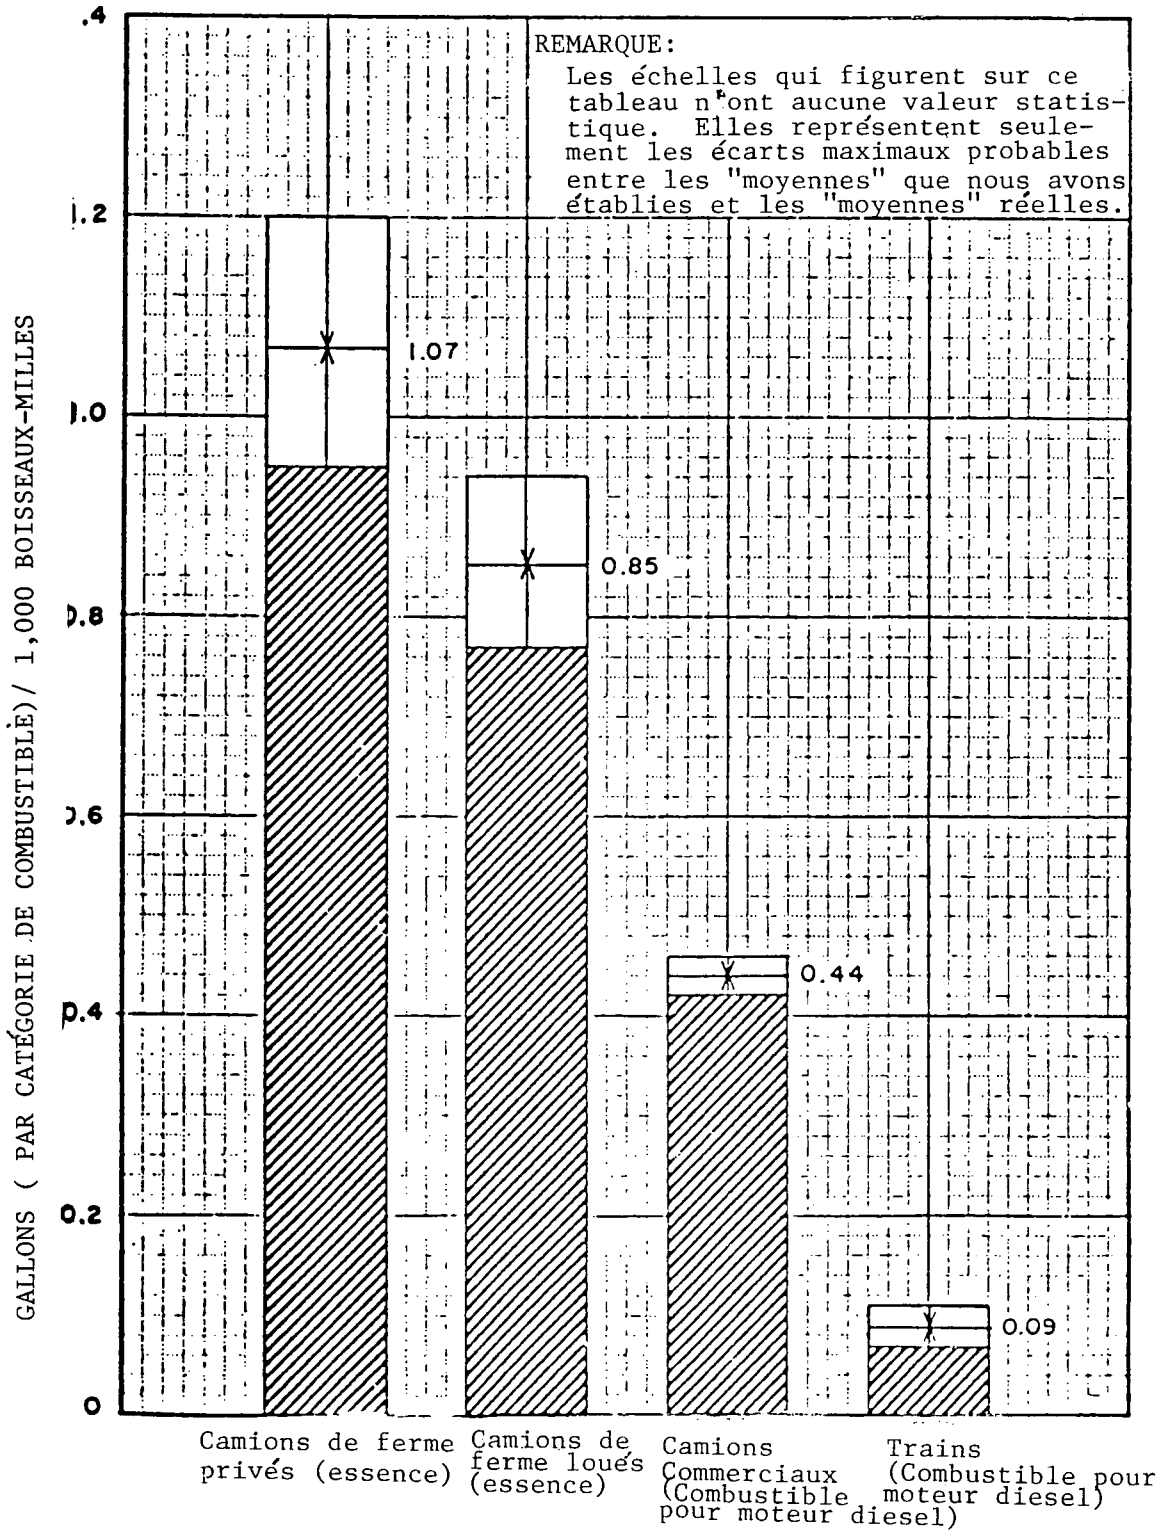 .4
REMARQUE:
Les échelles qui figurent sur ce
tableau n'ont aucune valeur statis-
tique. Elles représentent seule-
ment les écarts maximaux probables
entre les "moyennes" que nous avons
établies et les "moyennes" réelles.
1.2
1.07
1.0
0.85
0.8
0.6
0.44
0.4
0.2
0.09
0
GALLONS ( PAR CATÉGORIE DE COMBUSTIBLE) / 1,000 BOISSEAUX-MILLES
Camions de ferme
privés (essence)
Camions de
ferme loués
(essence)
Camions
Commerciaux
(Combustible
pour moteur diesel)
Trains
(Combustible pour
moteur diesel)